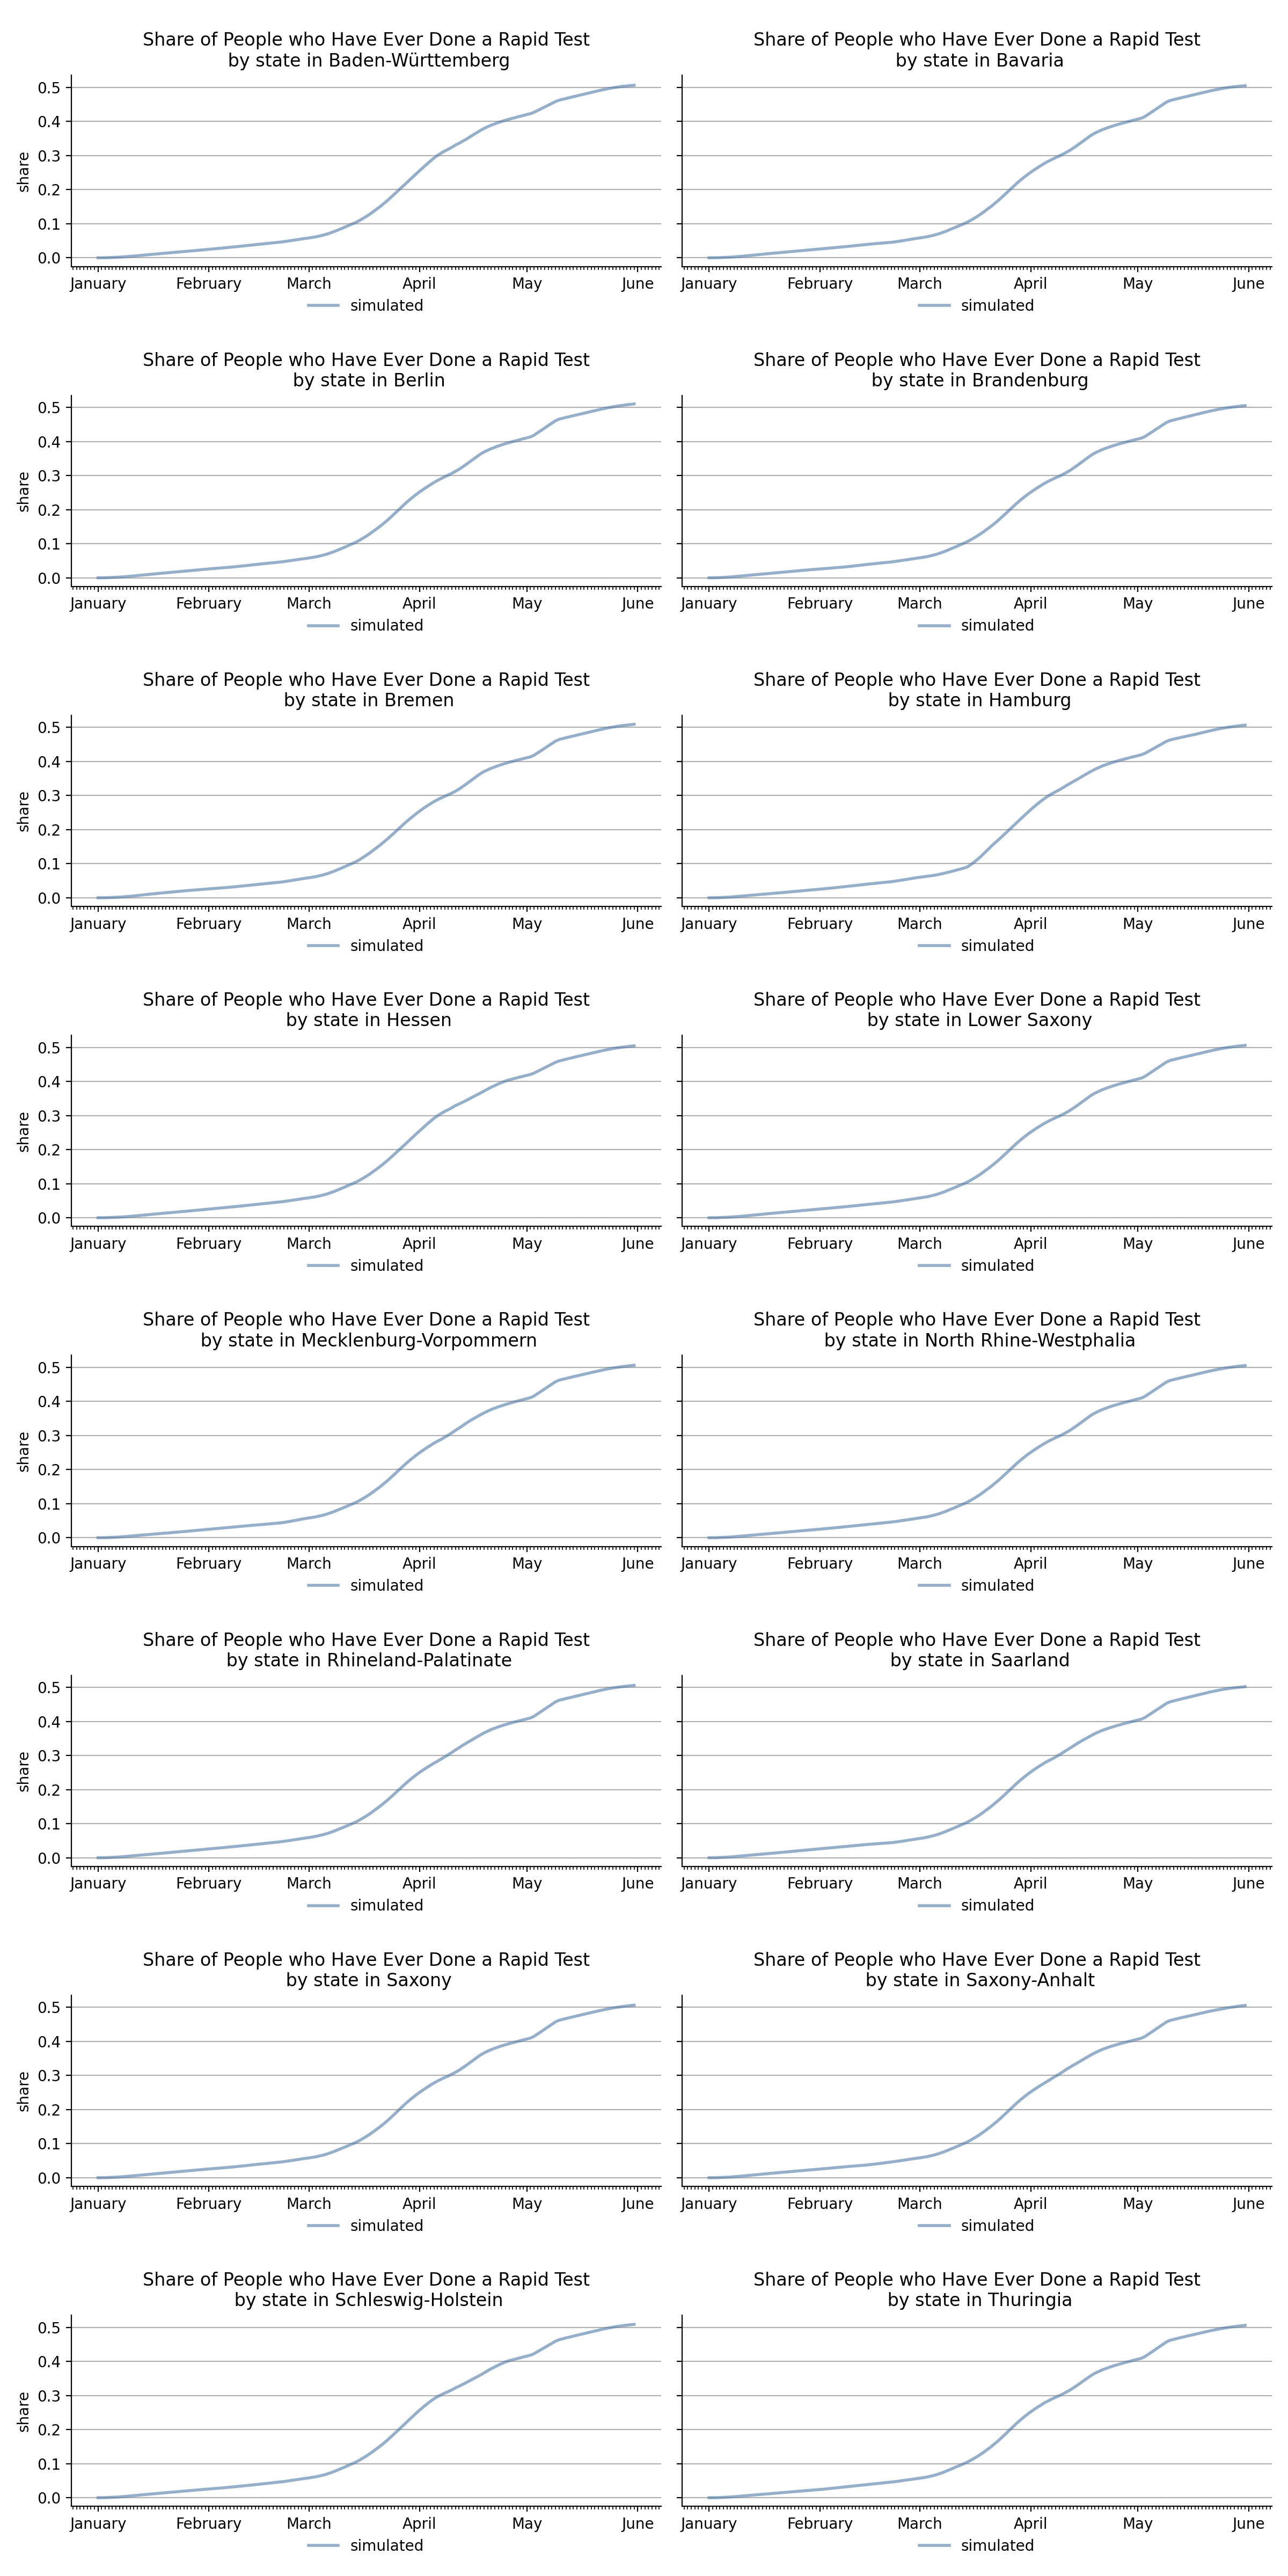 Share of People who Have Ever Done a Rapid Test
by state in Baden-Württemberg
share
0.5
0.4
0.3
0.2
0.1
0.0
January February March April May June
simulated
Share of People who Have Ever Done a Rapid Test
by state in Bavaria
January February March April May June
simulated
Share of People who Have Ever Done a Rapid Test
by state in Berlin
share
0.5
0.4
0.3
0.2
0.1
0.0
January February March April May June
simulated
Share of People who Have Ever Done a Rapid Test
by state in Brandenburg
January February March April May June
simulated
Share of People who Have Ever Done a Rapid Test
by state in Bremen
share
0.5
0.4
0.3
0.2
0.1
0.0
January February March April May June
simulated
Share of People who Have Ever Done a Rapid Test
by state in Hamburg
January February March April May June
simulated
Share of People who Have Ever Done a Rapid Test
by state in Hessen
share
0.5
0.4
0.3
0.2
0.1
0.0
January February March April May June
simulated
Share of People who Have Ever Done a Rapid Test
by state in Lower Saxony
January February March April May June
simulated
Share of People who Have Ever Done a Rapid Test
by state in Mecklenburg-Vorpommern
share
0.5
0.4
0.3
0.2
0.1
0.0
January February March April May June
simulated
Share of People who Have Ever Done a Rapid Test
by state in North Rhine-Westphalia
January February March April May June
simulated
Share of People who Have Ever Done a Rapid Test
by state in Rhineland-Palatinate
share
0.5
0.4
0.3
0.2
0.1
0.0
January February March April May June
simulated
Share of People who Have Ever Done a Rapid Test
by state in Saarland
January February March April May June
simulated
Share of People who Have Ever Done a Rapid Test
by state in Saxony
share
0.5
0.4
0.3
0.2
0.1
0.0
January February March April May June
simulated
Share of People who Have Ever Done a Rapid Test
by state in Saxony-Anhalt
January February March April May June
simulated
Share of People who Have Ever Done a Rapid Test
by state in Schleswig-Holstein
share
0.5
0.4
0.3
0.2
0.1
0.0
January February March April May June
simulated
Share of People who Have Ever Done a Rapid Test
by state in Thuringia
January February March April May June
simulated